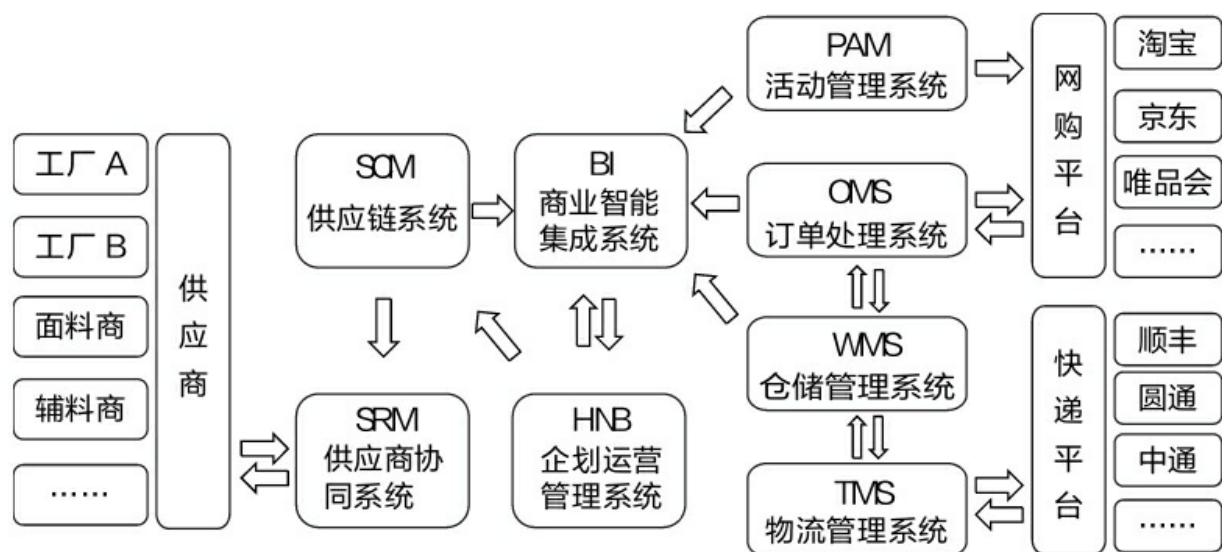 工厂 A
工厂 B
面料商
辅料商
……
供应商
SCM
供应链系统
SRM
供应商协
同系统
BI
商业智能
集成系统
HNB
企划运营
管理系统
PAM
活动管理系统
OMS
订单处理系统
WMS
仓储管理系统
TMS
物流管理系统
网购平台
淘宝
京东
唯品会
……
快递平台
顺丰
圆通
中通
……